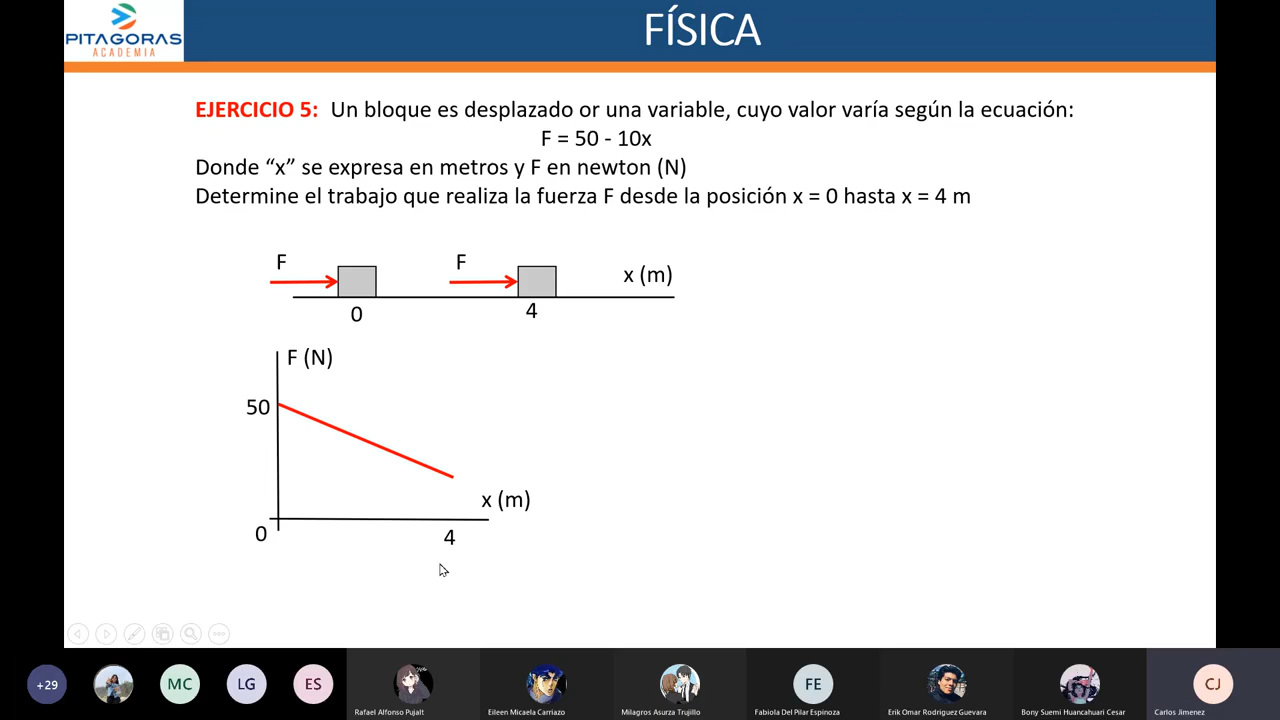 PITAGORAS
ACADEMIA
FÍSICA
EJERCICIO 5: Un bloque es desplazado or una variable, cuyo valor varía según la ecuación:
F = 50 - 10x
Donde “x” se expresa en metros y F en newton (N)
Determine el trabajo que realiza la fuerza F desde la posición x = 0 hasta x = 4 m
F
F
x (m)
0
4
F (N)
50
x (m)
0
4
+29
MC
LG
ES
FE
CJ
Rafael Alfonso Pujalt
Eileen Micaela Carriazo
Milagros Asurza Trujillo
Fabiola Del Pilar Espinoza
Erik Omar Rodriguez Guevara
Bony Suemi Huancahuari Cesar
Carlos Jimenez